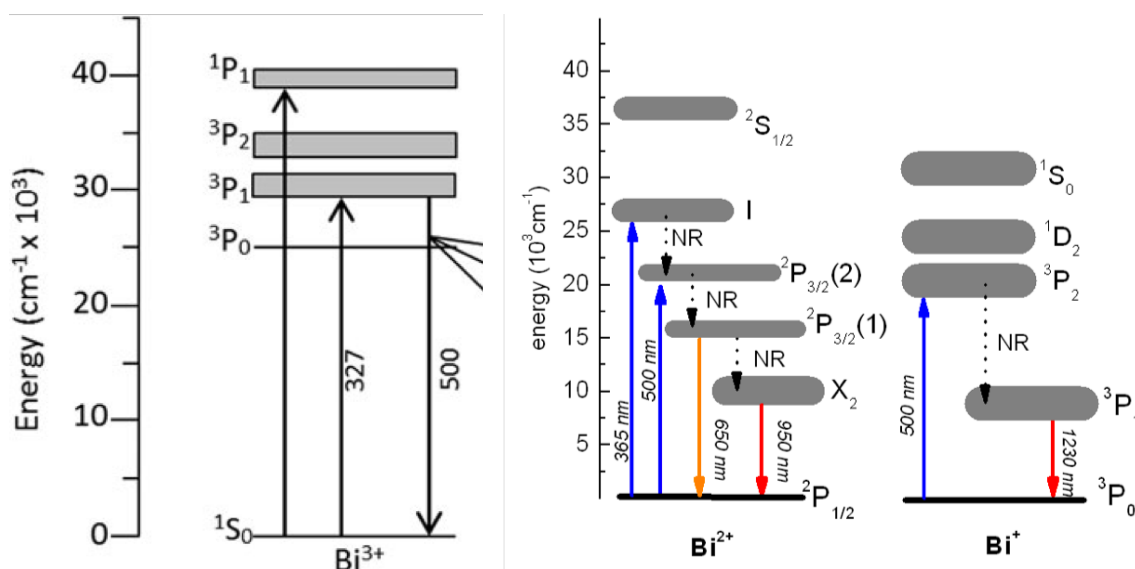 Energy (cm⁻¹ x 10³)
40
30
20
10
0
¹P₁
³P₂
³P₁
³P₀
¹S₀
327
500
Bi³⁺
energy (10³cm⁻¹)
40
35
30
25
20
15
10
5
²S₁/₂
I
NR
²P₃/₂(2)
NR
²P₃/₂(1)
NR
X₂
365 nm
500 nm
650 nm
950 nm
²P₁/₂
Bi²⁺
¹S₀
¹D₂
³P₂
NR
³P
500 nm
1230 nm
³P₀
Bi⁺